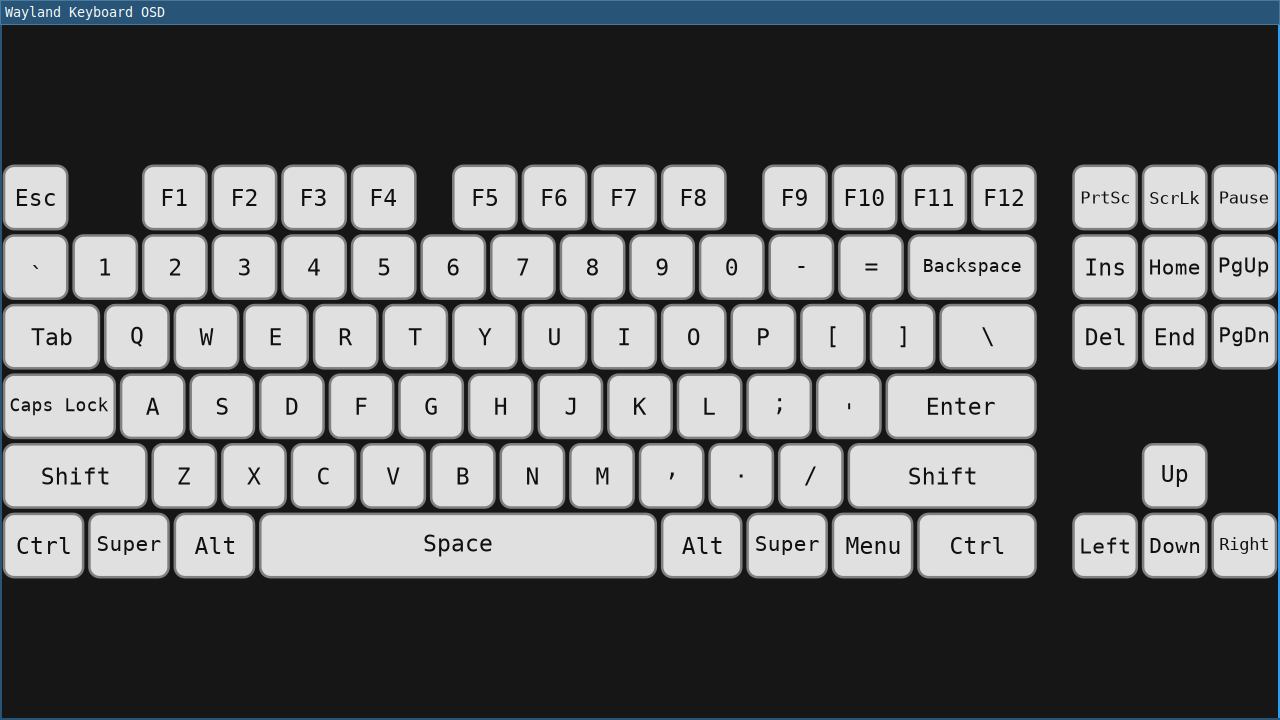 Wayland Keyboard OSD
Esc F1 F2 F3 F4 F5 F6 F7 F8 F9 F10 F11 F12 PrtSc ScrLk Pause
` 1 2 3 4 5 6 7 8 9 0 - = Backspace Ins Home PgUp
Tab Q W E R T Y U I O P [ ] \ Del End PgDn
Caps Lock A S D F G H J K L ; ' Enter
Shift Z X C V B N M , . / Shift Up
Ctrl Super Alt Space Alt Super Menu Ctrl Left Down Right